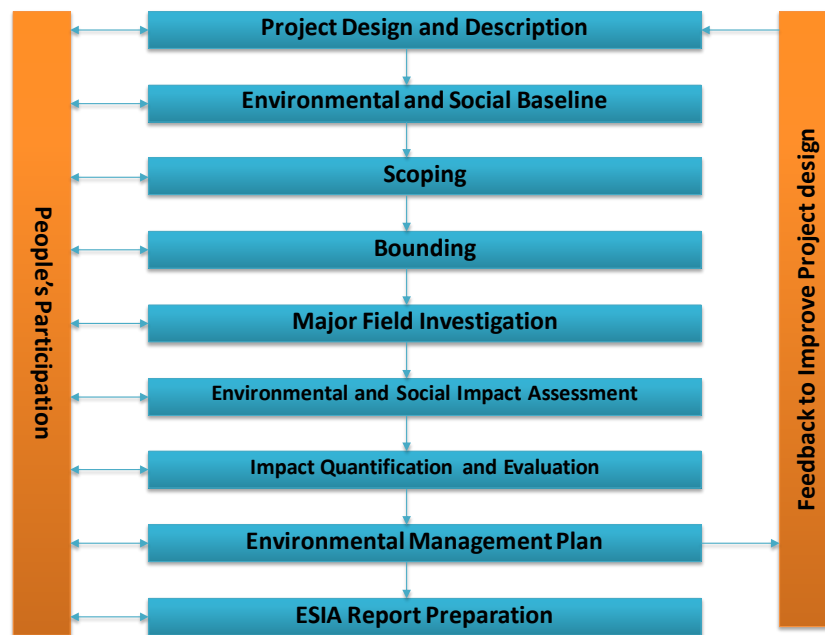 Project Design and Description
Environmental and Social Baseline
Scoping
Bounding
Major Field Investigation
Environmental and Social Impact Assessment
Impact Quantification and Evaluation
Environmental Management Plan
ESIA Report Preparation
People's Participation
Feedback to Improve Project design